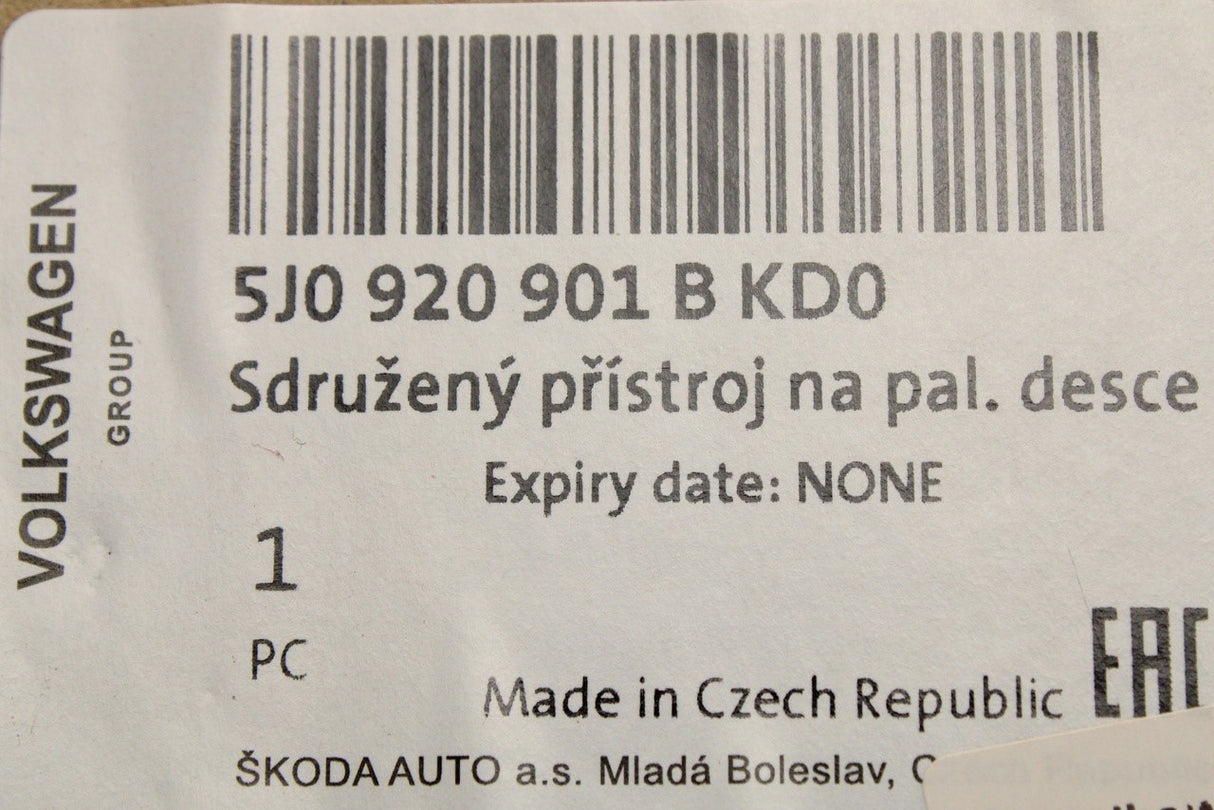 VOLKSWAGEN
GROUP
5J0 920 901 B KD0
Sdružený přístroj na pal. desce
Expiry date: NONE
1
PC
Made in Czech Republic
EAC
ŠKODA AUTO a.s. Mladá Boleslav,